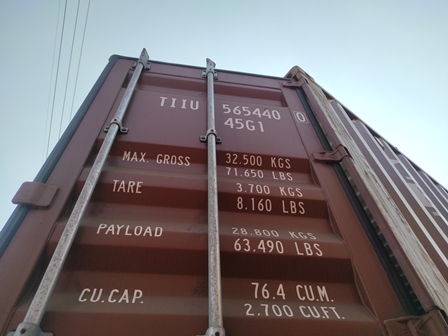 TIIU 565440 0
45G1
MAX. GROSS 32.500 KGS
71.650 LBS
TARE 3.700 KGS
8.160 LBS
PAYLOAD 28.800 KGS
63.490 LBS
CU.CAP. 76.4 CU.M.
2.700 CU.FT.